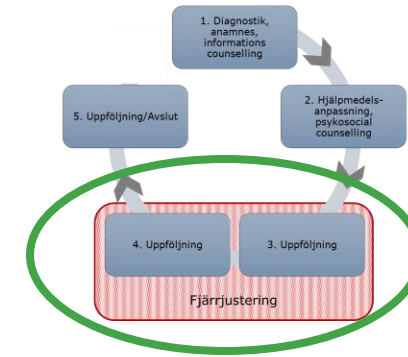 1. Diagnostik,
anamnes,
informations
counselling
2. Hjälpmedels-
anpassning,
psykosocial
counselling
3. Uppföljning
4. Uppföljning
5. Uppföljning/Avslut
Fjärrjustering